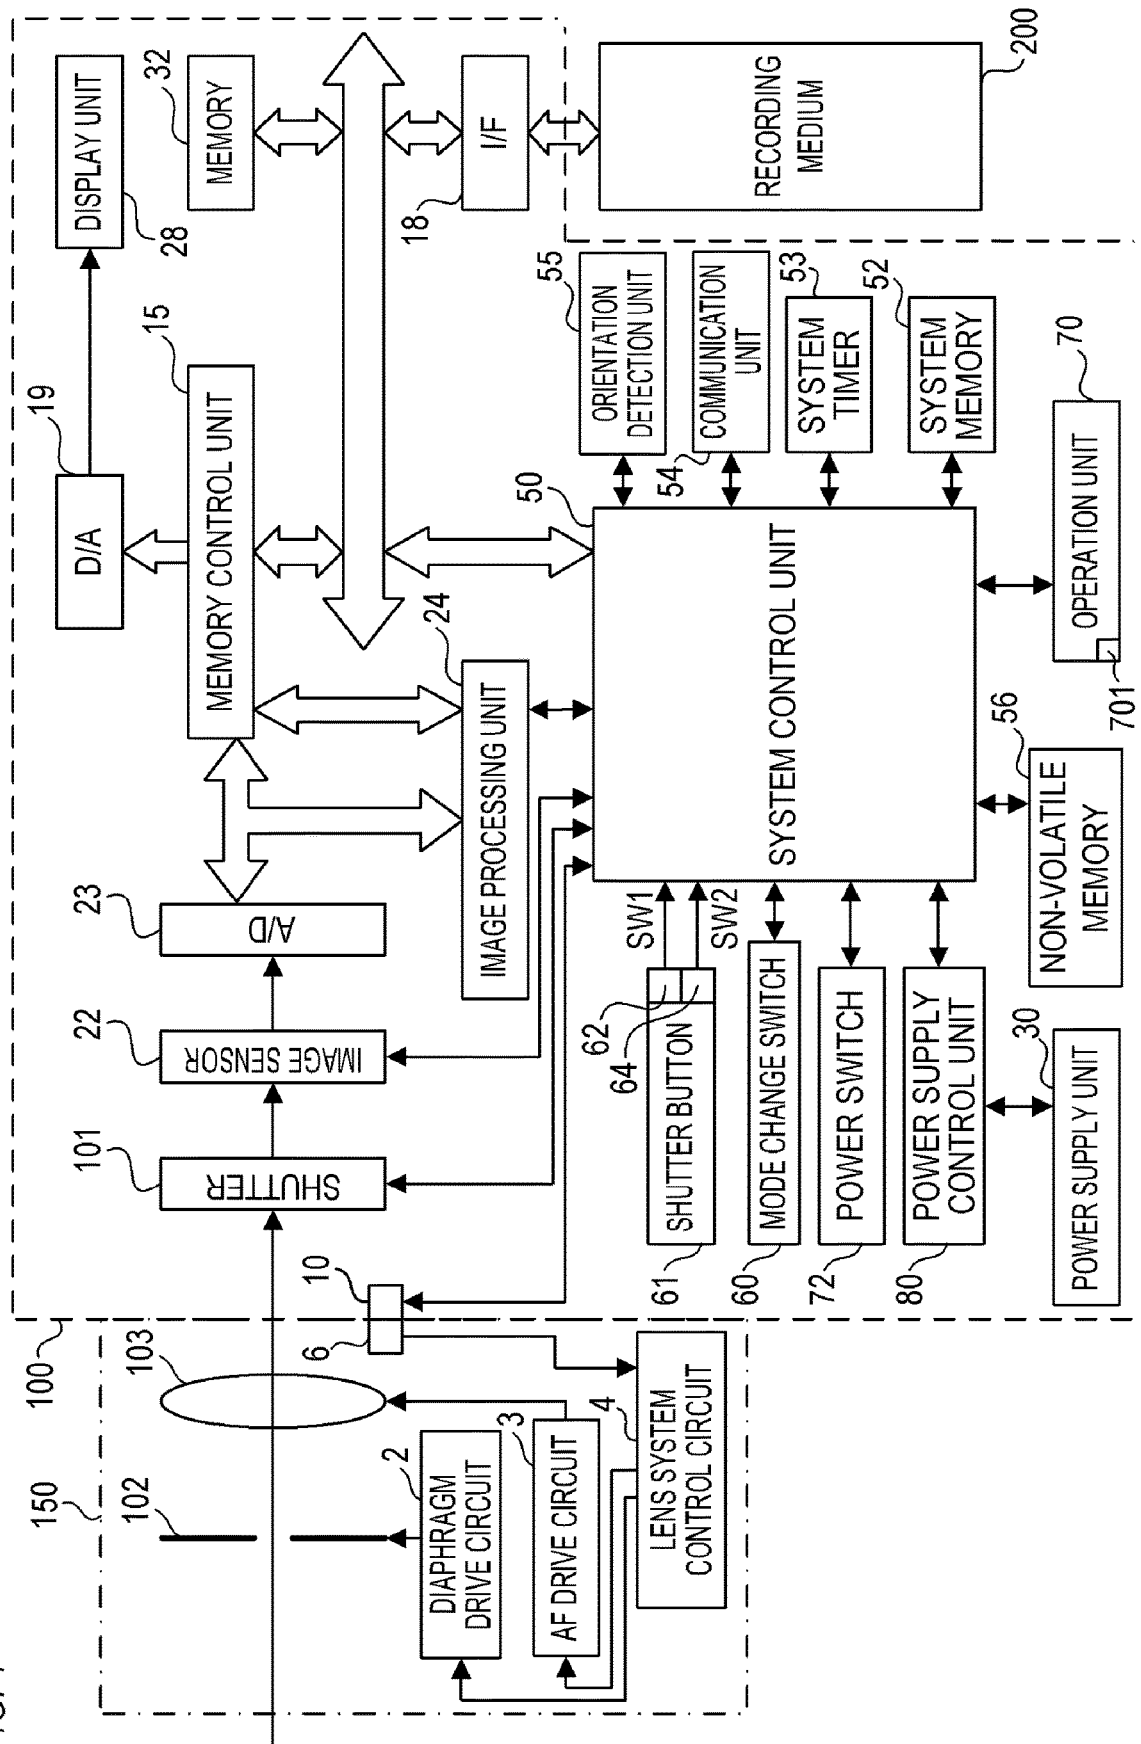 150
100
102
103
101
SHUTTER
22
IMAGE SENSOR
23
A/D
19
D/A
28
DISPLAY UNIT
15
MEMORY CONTROL UNIT
32
MEMORY
6
10
2
DIAPHRAGM
DRIVE CIRCUIT
3
AF DRIVE CIRCUIT
4
LENS SYSTEM
CONTROL CIRCUIT
24
IMAGE PROCESSING UNIT
18
I/F
200
RECORDING
MEDIUM
50
SYSTEM CONTROL UNIT
55
ORIENTATION
DETECTION UNIT
54
COMMUNICATION
UNIT
53
SYSTEM
TIMER
52
SYSTEM
MEMORY
61
SHUTTER BUTTON
62
64
SW1
SW2
60
MODE CHANGE SWITCH
72
POWER SWITCH
80
POWER SUPPLY
CONTROL UNIT
30
POWER SUPPLY UNIT
56
NON-VOLATILE
MEMORY
70
OPERATION UNIT
701